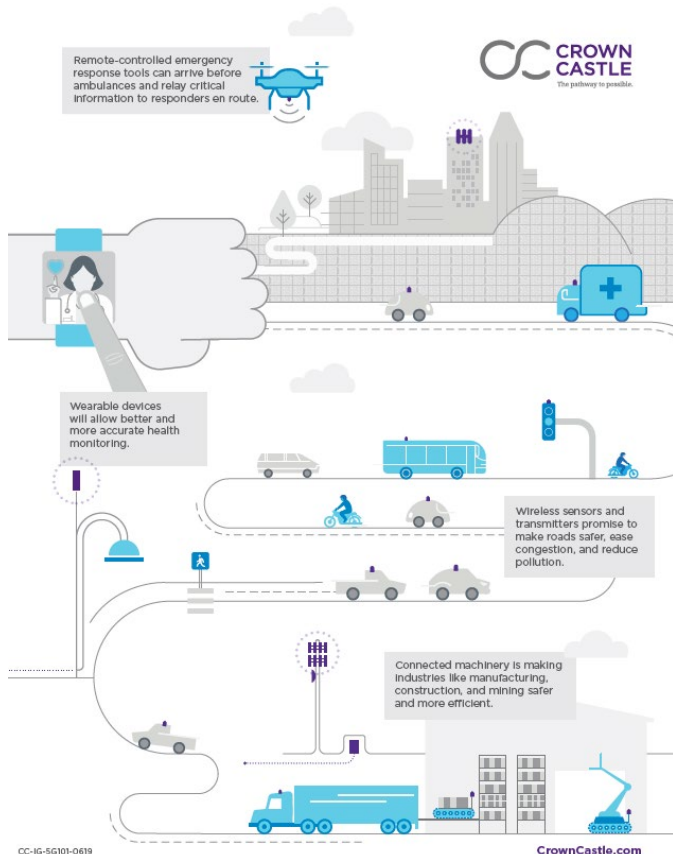 Remote-controlled emergency
response tools can arrive before
ambulances and relay critical
information to responders en route.
CROWN
CASTLE
The pathway to possible.
Wearable devices
will allow better and
more accurate health
monitoring.
Wireless sensors and
transmitters promise to
make roads safer, ease
congestion, and reduce
pollution.
Connected machinery is making
industries like manufacturing,
construction, and mining safer
and more efficient.
CC-IG-5G101-0619
CrownCastle.com